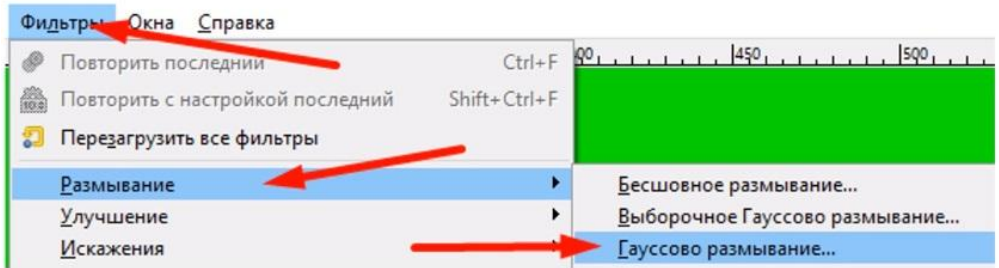 Фильтры Окна Справка
Повторить последний Ctrl+F
450 500
Повторить с настройкой последний Shift+Ctrl+F
Перезагрузить все фильтры
Размывание
Бесшовное размывание...
Улучшение
Выборочное Гауссово размывание...
Искажения
Гауссово размывание...